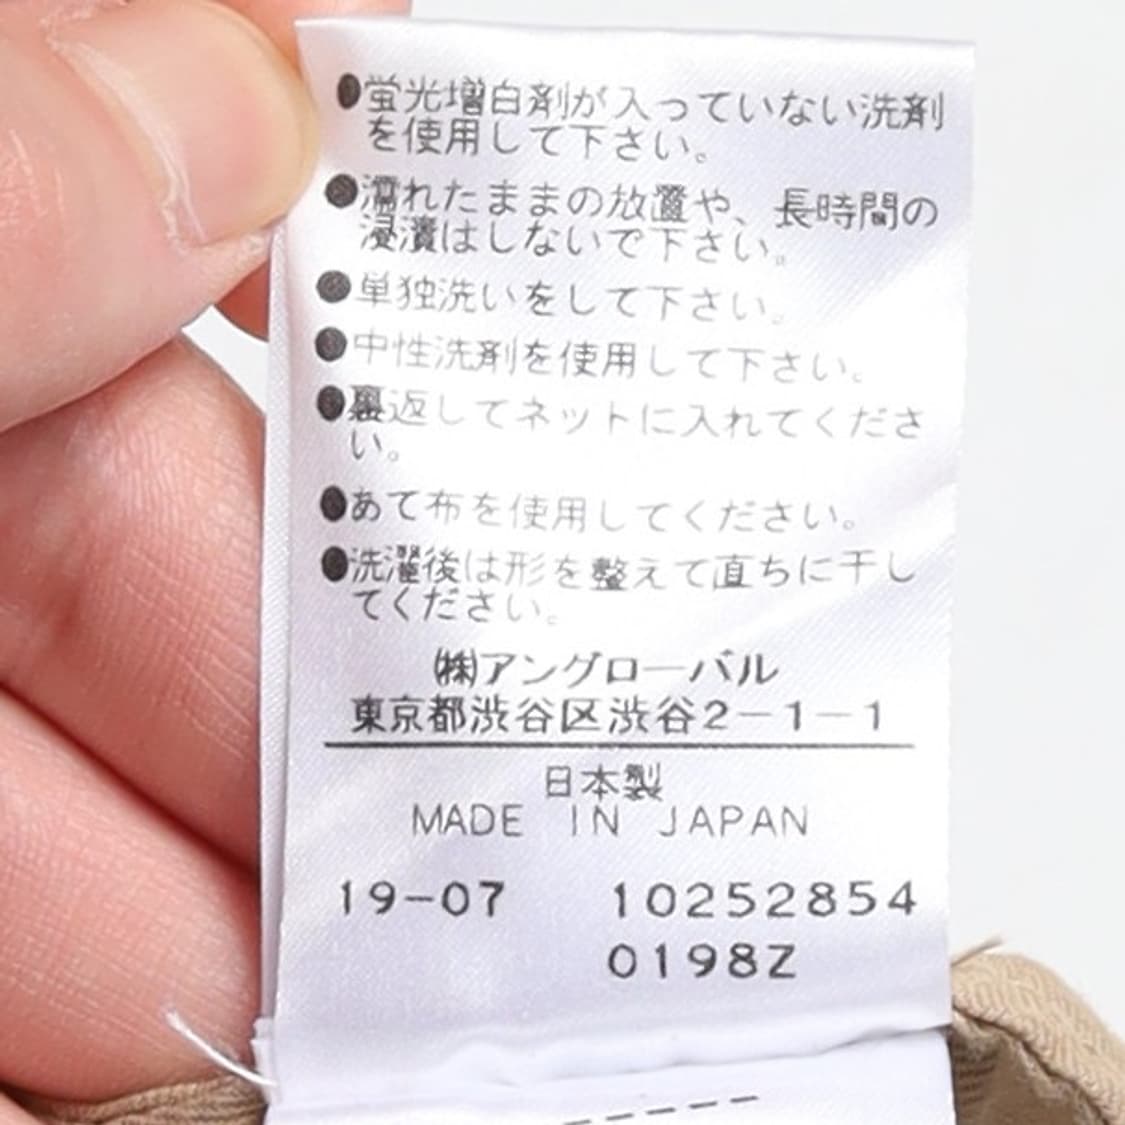 ●蛍光増白剤が入っていない洗剤
を使用して下さい。
●濡れたままの放置や、長時間の
浸漬はしないで下さい。
●単独洗いをして下さい。
●中性洗剤を使用して下さい。
●裏返してネットに入れてくださ
い。
●あて布を使用してください。
●洗濯後は形を整えて直ちに干し
てください。
㈱アングローバル
東京都渋谷区渋谷2－1－1
日本製
MADE IN JAPAN
19-07 10252854
0198Z